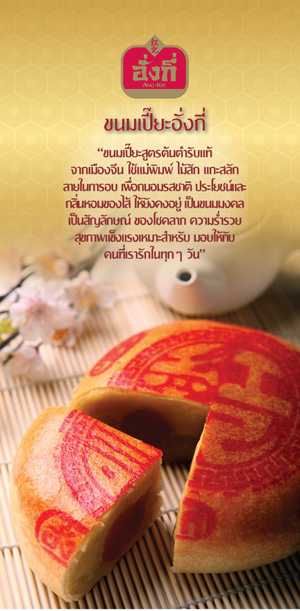 红记
อั่งกี่
ANG-KEE
ขนมเปี๊ยะอั่งกี่
“ขนมเปี๊ยะสูตรต้นตำรับแท้
จากเมืองจีน ใช้แม่พิมพ์ ไม้สัก แกะสลัก
ลายในการอบ เพื่อถนอมรสชาติ ประโยชน์และ
กลิ่นหอมของไส้ ให้ยังคงอยู่ เป็นขนมมงคล
เป็นสัญลักษณ์ ของโชคลาภ ความร่ำรวย
สุขภาพแข็งแรงเหมาะสำหรับ มอบให้กับ
คนที่เรารักในทุกๆ วัน”